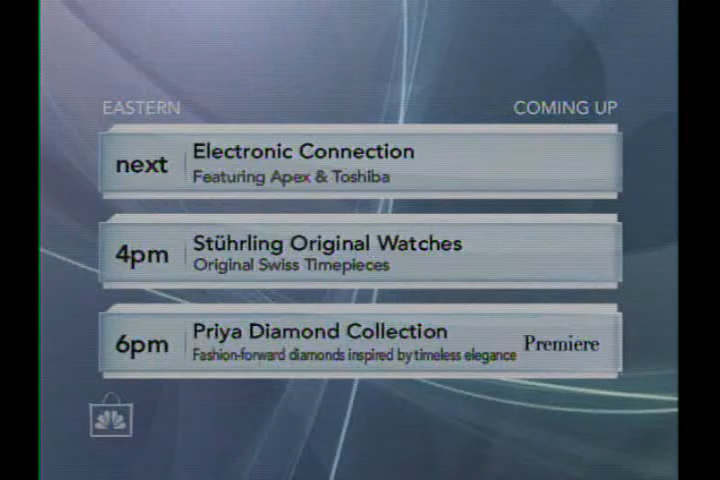 EASTERN COMING UP
next Electronic Connection
Featuring Apex & Toshiba
4pm Stührling Original Watches
Original Swiss Timepieces
6pm Priya Diamond Collection
Fashion-forward diamonds inspired by timeless elegance Premiere